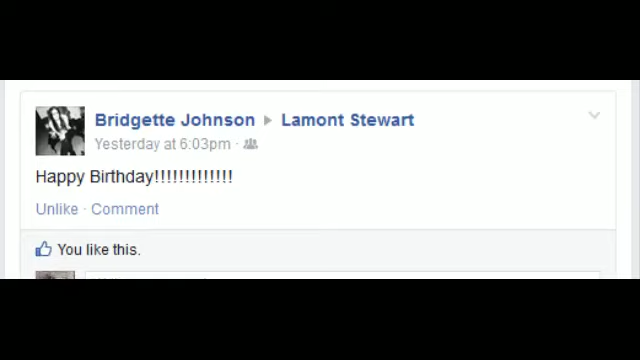 Bridgette Johnson Lamont Stewart
Yesterday at 6:03pm ·
Happy Birthday!!!!!!!!!!!!!
Unlike · Comment
You like this.